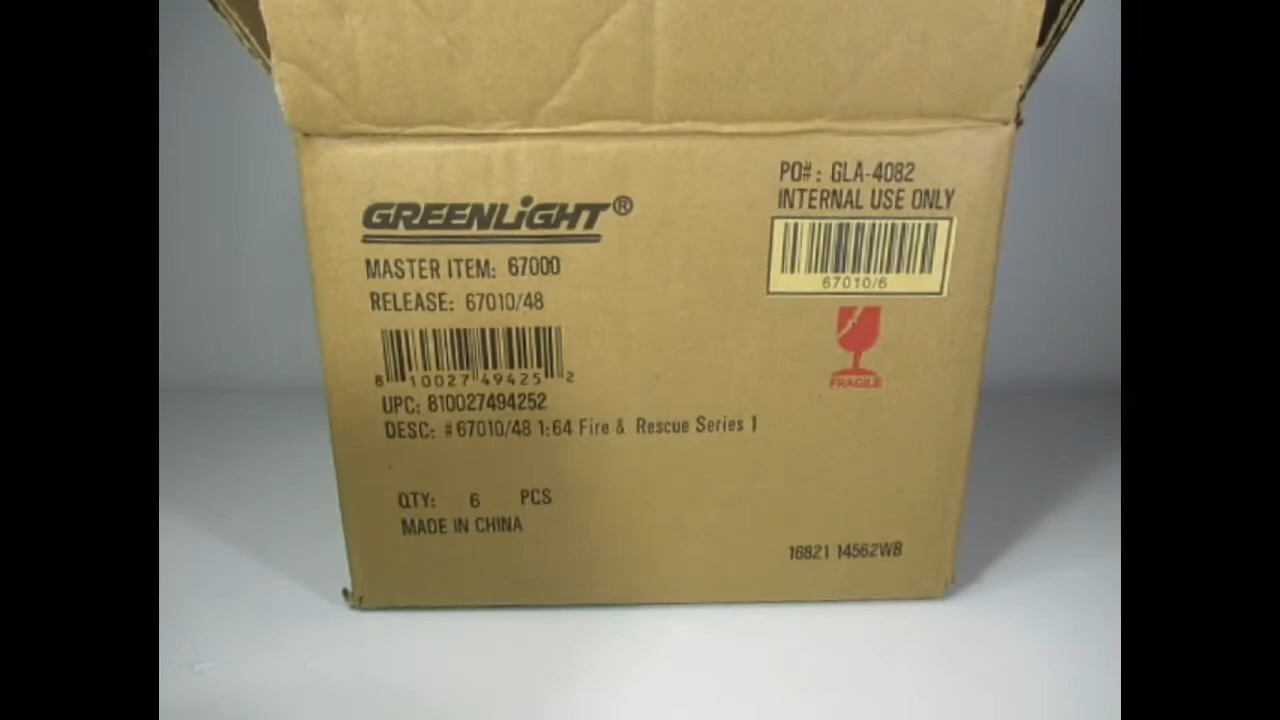 PO#: GLA-4082
INTERNAL USE ONLY
67010/6
FRAGILE
GREENLiGHT®
MASTER ITEM: 67000
RELEASE: 67010/48
8 10027 49425 2
UPC: 810027494252
DESC: #67010/48 1:64 Fire & Rescue Series 1
QTY: 6 PCS
MADE IN CHINA
16821 14562WB